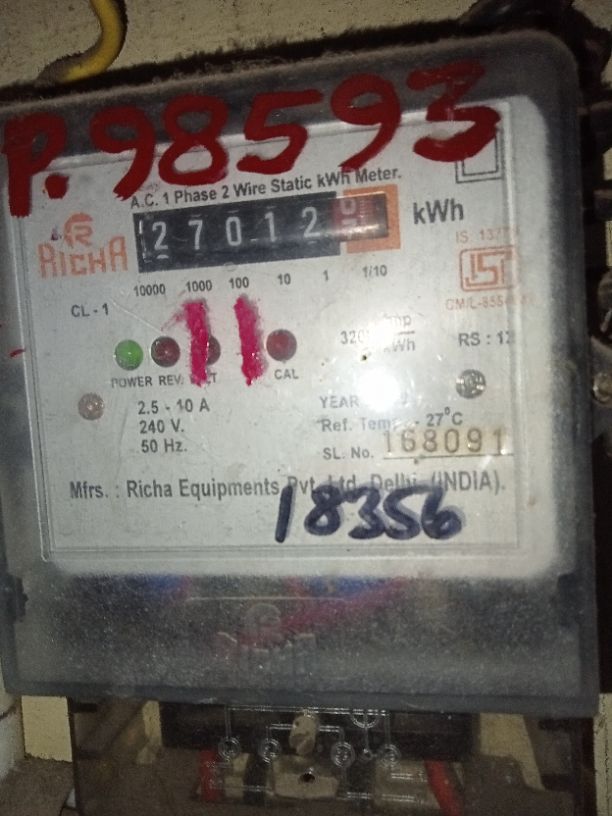 P.98593
A.C. 1 Phase 2 Wire Static kWh Meter.
RICHA
27012
kWh
10000 1000 100 10 1 1/10
CL - 1
11
POWER REV. CAL
RS : 12
2.5 - 10 A
240 V.
50 Hz.
YEAR
Ref. Temp. - 27°C
SL. No. 168091
Mfrs. : Richa Equipments Pvt. Ltd. Delhi (INDIA).
18356